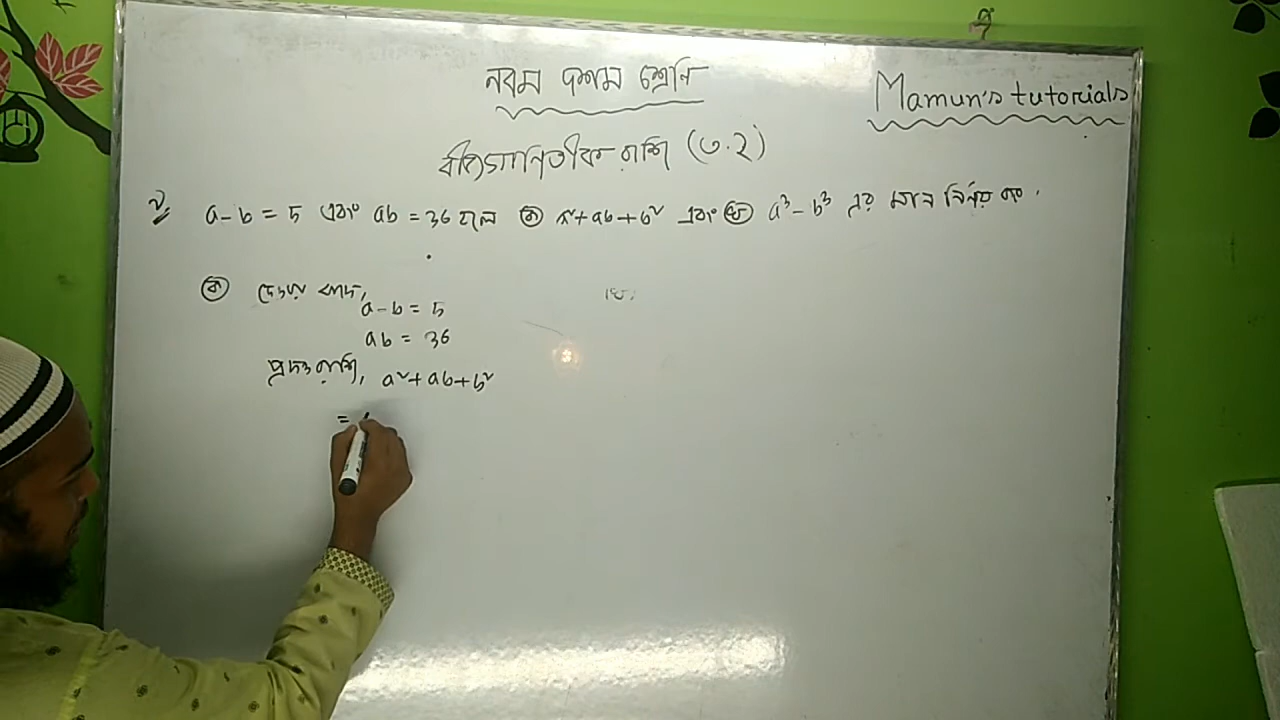 নবম দশম শ্রেণি
Mamun's tutorials
বীজগাণিতীক রাশি (৩.২)
২. a-b = 5 এবং ab = 36 হলে ক a²+ab+b² এবং খ a³-b³ এর মান নির্ণয় কর.
ক দেওয়া আছে,
খ
a-b = 5
ab = 36
প্রদত্ত রাশি, a²+ab+b²
=